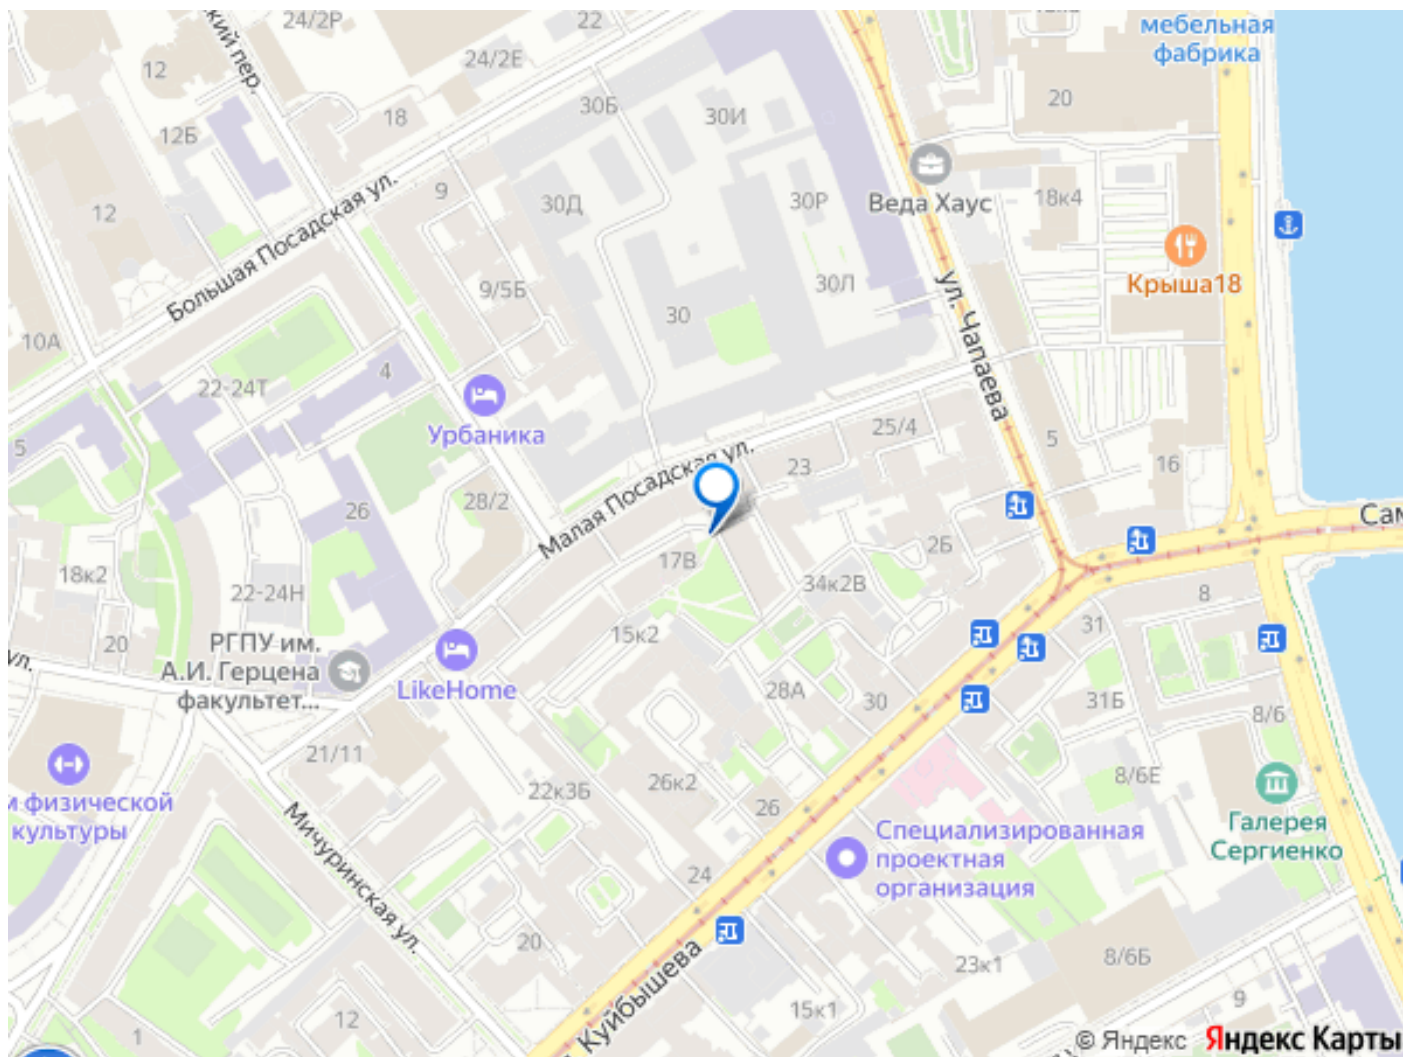 24/2Р
22
12к2
мебельная
фабрика
кий пер.
12
24/2Е
20
12Б
18
30Б
30И
Веда Хаус
18к4
9
30Д
30Р
12
Большая Посадская ул.
Крыша18
9/5Б
30Л
ул. Чапаева
30
10А
4
22-24Т
Урбаника
25/4
5
5
Малая Посадская ул.
23
16
28/2
26
Сам
2Б
17В
18к2
34к2В
22-24Н
8
31
20
РГПУ им.
А.И. Герцена
факультет...
ул.
15к2
LikeHome
28А
30
31Б
8/6
21/11
26к2
22к3Б
26
8/6Е
м физической
культуры
Мичуринская ул.
Специализированная
проектная
организация
Галерея
Сергиенко
24
20
Куйбышева
23к1
8/6Б
9
15к1
12
1
© Яндекс Яндекс Карты